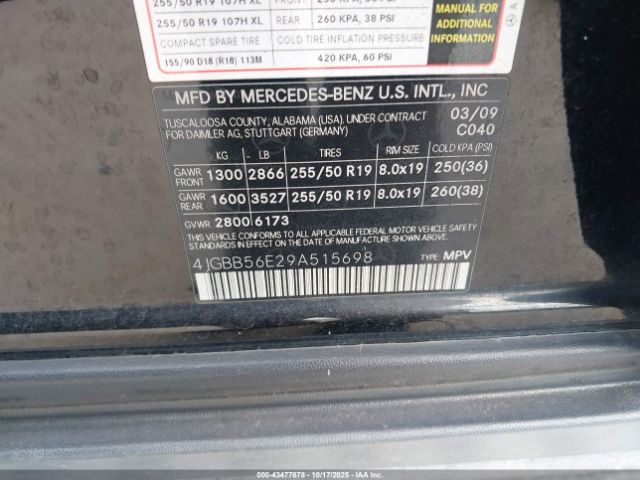 255/50 R19 107H XL FRONT
255/50 R19 107H XL REAR 260 KPA, 38 PSI
COMPACT SPARE TIRE COLD TIRE INFLATION PRESSURE
155/90 D18 (R18) 113M 420 KPA, 60 PSI
MANUAL FOR
ADDITIONAL
INFORMATION
A
MFD BY MERCEDES-BENZ U.S. INTL., INC
TUSCALOOSA COUNTY, ALABAMA (USA), UNDER CONTRACT 03/09
FOR DAIMLER AG, STUTTGART (GERMANY) C040
KG LB TIRES RIM SIZE COLD KPA (PSI)
GAWR FRONT 1300 2866 255/50 R19 8.0x19 250(36)
GAWR REAR 1600 3527 255/50 R19 8.0x19 260(38)
GVWR 2800 6173
THIS VEHICLE CONFORMS TO ALL APPLICABLE FEDERAL MOTOR VEHICLE SAFETY
STANDARDS IN EFFECT ON THE DATE OF MANUFACTURE SHOWN ABOVE.
4JGBB56E29A515698 TYPE: MPV
000-43477678 - 10/17/2025 - IAAI.CA